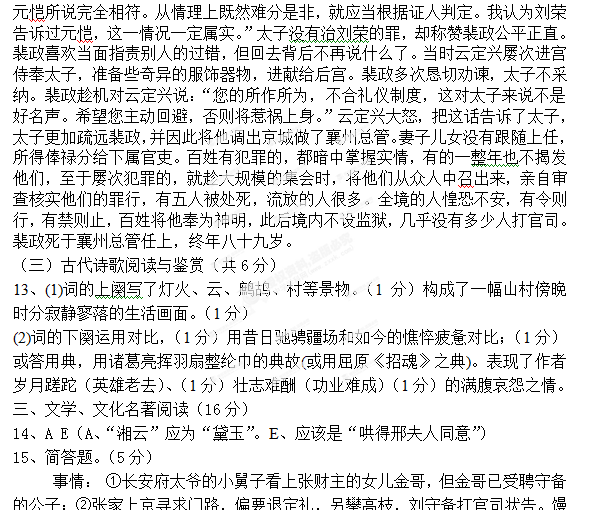 元恺所说完全相符。从情理上既然难分是非，就应当根据证人判定。我认为刘荣
告诉过元恺，这一情况一定属实。”太子没有治刘荣的罪，却称赞裴政公平正直。
裴政喜欢当面指责别人的过错，但回去背后不再说什么了。当时云定兴屡次进宫
侍奉太子，准备些奇异的服饰器物，进献给后宫。裴政多次恳切劝谏，太子不采
纳。裴政趁机对云定兴说：“您的所作所为，不合礼仪制度，这对太子来说不是
好名声。希望您主动回避，否则将惹祸上身。”云定兴大怒，把这话告诉了太子，
太子更加疏远裴政，并因此将他调出京城做了襄州总管。妻子儿女没有跟随上任，
所得俸禄分给下属官吏。百姓有犯罪的，都暗中掌握实情，有的一整年也不揭发
他们，至于屡次犯罪的，就趁大规模的集会时，将他们从众人中召出来，亲自审
查核实他们的罪行，有五人被处死，流放的人很多。全境的人惶恐不安，有令则
行，有禁则止，百姓将他奉为神明，此后境内不设监狱，几乎没有多少人打官司。
裴政死于襄州总管任上，终年八十九岁。
（三）古代诗歌阅读与鉴赏（共6分）
13、(1)词的上阕写了灯火、云、鹧鸪、村等景物。（1 分）构成了一幅山村傍晚
时分寂静寥落的生活画面。（1分）
(2)词的下阕运用对比，（1分）用昔日驰骋疆场和如今的憔悴疲惫对比；（1分）
或答用典，用诸葛亮挥羽扇整纶巾的典故(或用屈原《招魂》之典)。表现了作者
岁月蹉跎（英雄老去）、（1分）壮志难酬（功业难成）（1分）的满腹哀怨之情。
三、文学、文化名著阅读（16分）
14、A E（A、“湘云”应为“黛玉”。E、应该是“哄得邢夫人同意”）
15、简答题。（5分）
事情： ①长安府太爷的小舅子看上张财主的女儿金哥，但金哥已受聘守备
的公子；②张家上京寻求门路，偏要退定礼，另攀高枝，刘守备打官司状告。馒